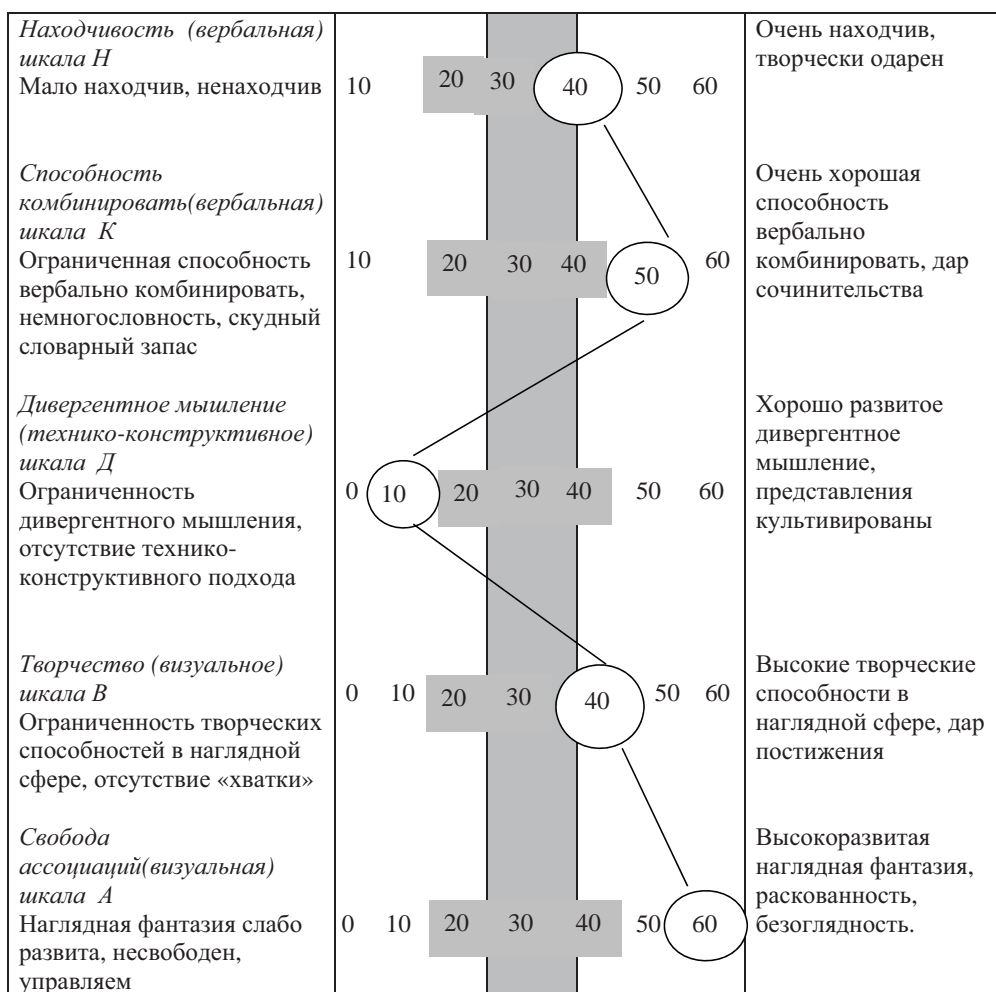 Находчивость (вербальная)
шкала Н
Мало находчив, ненаходчив
10 20 30 40 50 60
Очень находчив,
творчески одарен
Способность
комбинировать(вербальная)
шкала К
Ограниченная способность
вербально комбинировать,
немногословность, скудный
словарный запас
10 20 30 40 50 60
Очень хорошая
способность
вербально
комбинировать, дар
сочинительства
Дивергентное мышление
(технико-конструктивное)
шкала Д
Ограниченность
дивергентного мышления,
отсутствие технико-
конструктивного подхода
0 10 20 30 40 50 60
Хорошо развитое
дивергентное
мышление,
представления
культивированы
Творчество (визуальное)
шкала В
Ограниченность творческих
способностей в наглядной
сфере, отсутствие «хватки»
0 10 20 30 40 50 60
Высокие творческие
способности в
наглядной сфере, дар
постижения
Свобода
ассоциаций(визуальная)
шкала А
Наглядная фантазия слабо
развита, несвободен,
управляем
0 10 20 30 40 50 60
Высокоразвитая
наглядная фантазия,
раскованность,
безоглядность.